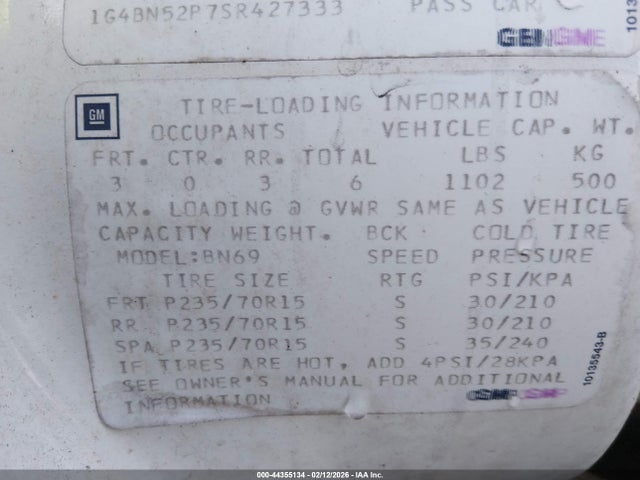 1G4BN52P7SR427333 PASS CAR
GM
TIRE-LOADING INFORMATION
OCCUPANTS VEHICLE CAP. WT.
FRT. CTR. RR. TOTAL LBS KG
3 0 3 6 1102 500
MAX. LOADING @ GVWR SAME AS VEHICLE
CAPACITY WEIGHT. BCK COLD TIRE
MODEL:BN69 SPEED PRESSURE
TIRE SIZE RTG PSI/KPA
FRT P235/70R15 S 30/210
RR P235/70R15 S 30/210
SPA P235/70R15 S 35/240
IF TIRES ARE HOT, ADD 4PSI/28KPA
SEE OWNER'S MANUAL FOR ADDITIONAL
INFORMATION
10135543-B
000-44355134 - 02/12/2026 - IAA Inc.